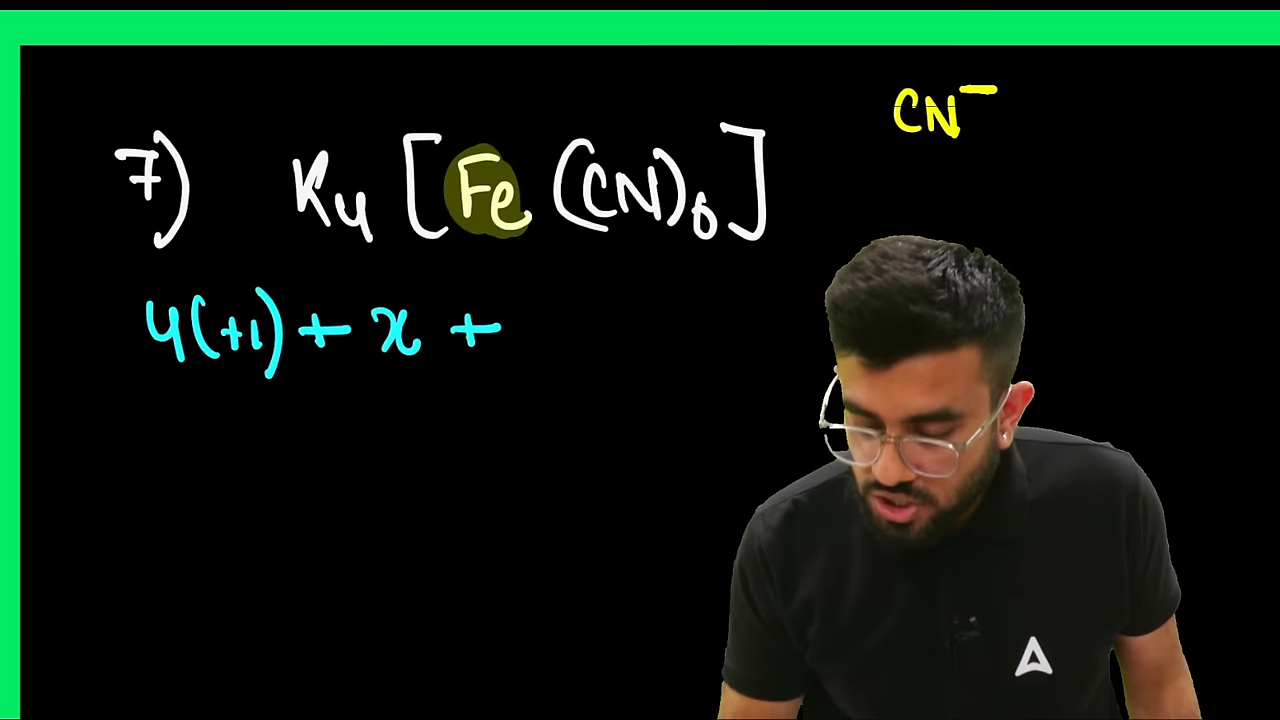 CN⁻
7) K₄ [Fe (CN)₆]
4(+1) + x +